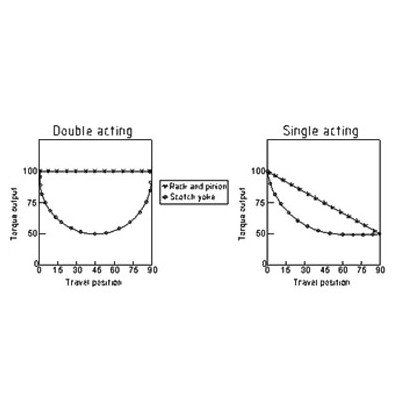 Double acting
Torque output
100
75
50
0
0 15 30 45 60 75 90
Travel position
Rack and pinion
Scotch yoke
Single acting
Torque output
100
75
50
0
0 15 30 45 60 75 90
Travel position